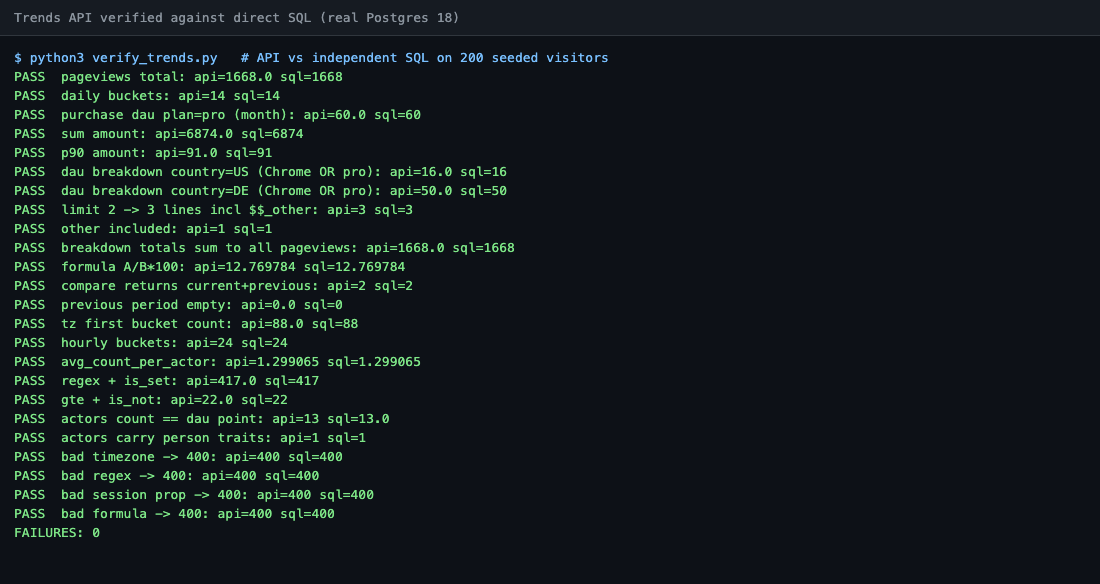 Trends API verified against direct SQL (real Postgres 18)
$ python3 verify_trends.py   # API vs independent SQL on 200 seeded visitors
PASS  pageviews total: api=1668.0 sql=1668
PASS  daily buckets: api=14 sql=14
PASS  purchase dau plan=pro (month): api=60.0 sql=60
PASS  sum amount: api=6874.0 sql=6874
PASS  p90 amount: api=91.0 sql=91
PASS  dau breakdown country=US (Chrome OR pro): api=16.0 sql=16
PASS  dau breakdown country=DE (Chrome OR pro): api=50.0 sql=50
PASS  limit 2 -> 3 lines incl $$_other: api=3 sql=3
PASS  other included: api=1 sql=1
PASS  breakdown totals sum to all pageviews: api=1668.0 sql=1668
PASS  formula A/B*100: api=12.769784 sql=12.769784
PASS  compare returns current+previous: api=2 sql=2
PASS  previous period empty: api=0.0 sql=0
PASS  tz first bucket count: api=88.0 sql=88
PASS  hourly buckets: api=24 sql=24
PASS  avg_count_per_actor: api=1.299065 sql=1.299065
PASS  regex + is_set: api=417.0 sql=417
PASS  gte + is_not: api=22.0 sql=22
PASS  actors count == dau point: api=13 sql=13.0
PASS  actors carry person traits: api=1 sql=1
PASS  bad timezone -> 400: api=400 sql=400
PASS  bad regex -> 400: api=400 sql=400
PASS  bad session prop -> 400: api=400 sql=400
PASS  bad formula -> 400: api=400 sql=400
FAILURES: 0